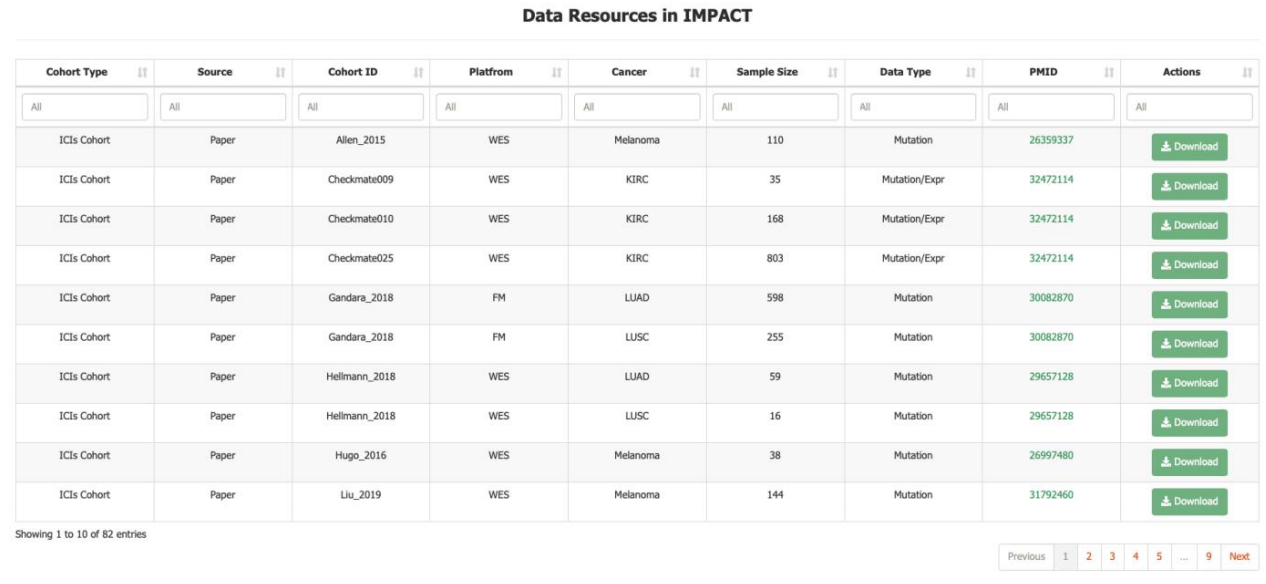 Data Resources in IMPACT
Cohort Type Source Cohort ID Platfrom Cancer Sample Size Data Type PMID Actions
All All All All All All All All All
ICIs Cohort Paper Allen_2015 WES Melanoma 110 Mutation 26359337 Download
ICIs Cohort Paper Checkmate009 WES KIRC 35 Mutation/Expr 32472114 Download
ICIs Cohort Paper Checkmate010 WES KIRC 168 Mutation/Expr 32472114 Download
ICIs Cohort Paper Checkmate025 WES KIRC 803 Mutation/Expr 32472114 Download
ICIs Cohort Paper Gandara_2018 FM LUAD 598 Mutation 30082870 Download
ICIs Cohort Paper Gandara_2018 FM LUSC 255 Mutation 30082870 Download
ICIs Cohort Paper Hellmann_2018 WES LUAD 59 Mutation 29657128 Download
ICIs Cohort Paper Hellmann_2018 WES LUSC 16 Mutation 29657128 Download
ICIs Cohort Paper Hugo_2016 WES Melanoma 38 Mutation 26997480 Download
ICIs Cohort Paper Liu_2019 WES Melanoma 144 Mutation 31792460 Download
Showing 1 to 10 of 82 entries
Previous 1 2 3 4 5 ... 9 Next